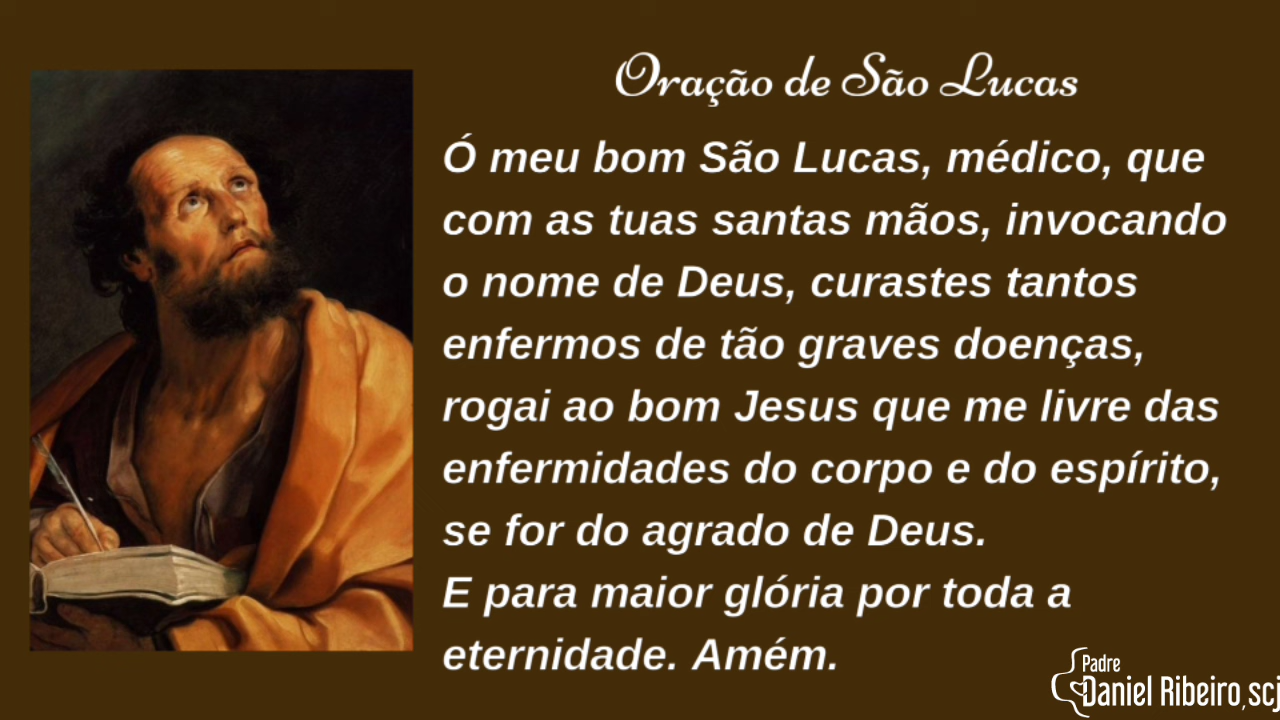 Oração de São Lucas
Ó meu bom São Lucas, médico, que
com as tuas santas mãos, invocando
o nome de Deus, curastes tantos
enfermos de tão graves doenças,
rogai ao bom Jesus que me livre das
enfermidades do corpo e do espírito,
se for do agrado de Deus.
E para maior glória por toda a
eternidade. Amém.
Padre
Daniel Ribeiro, scj